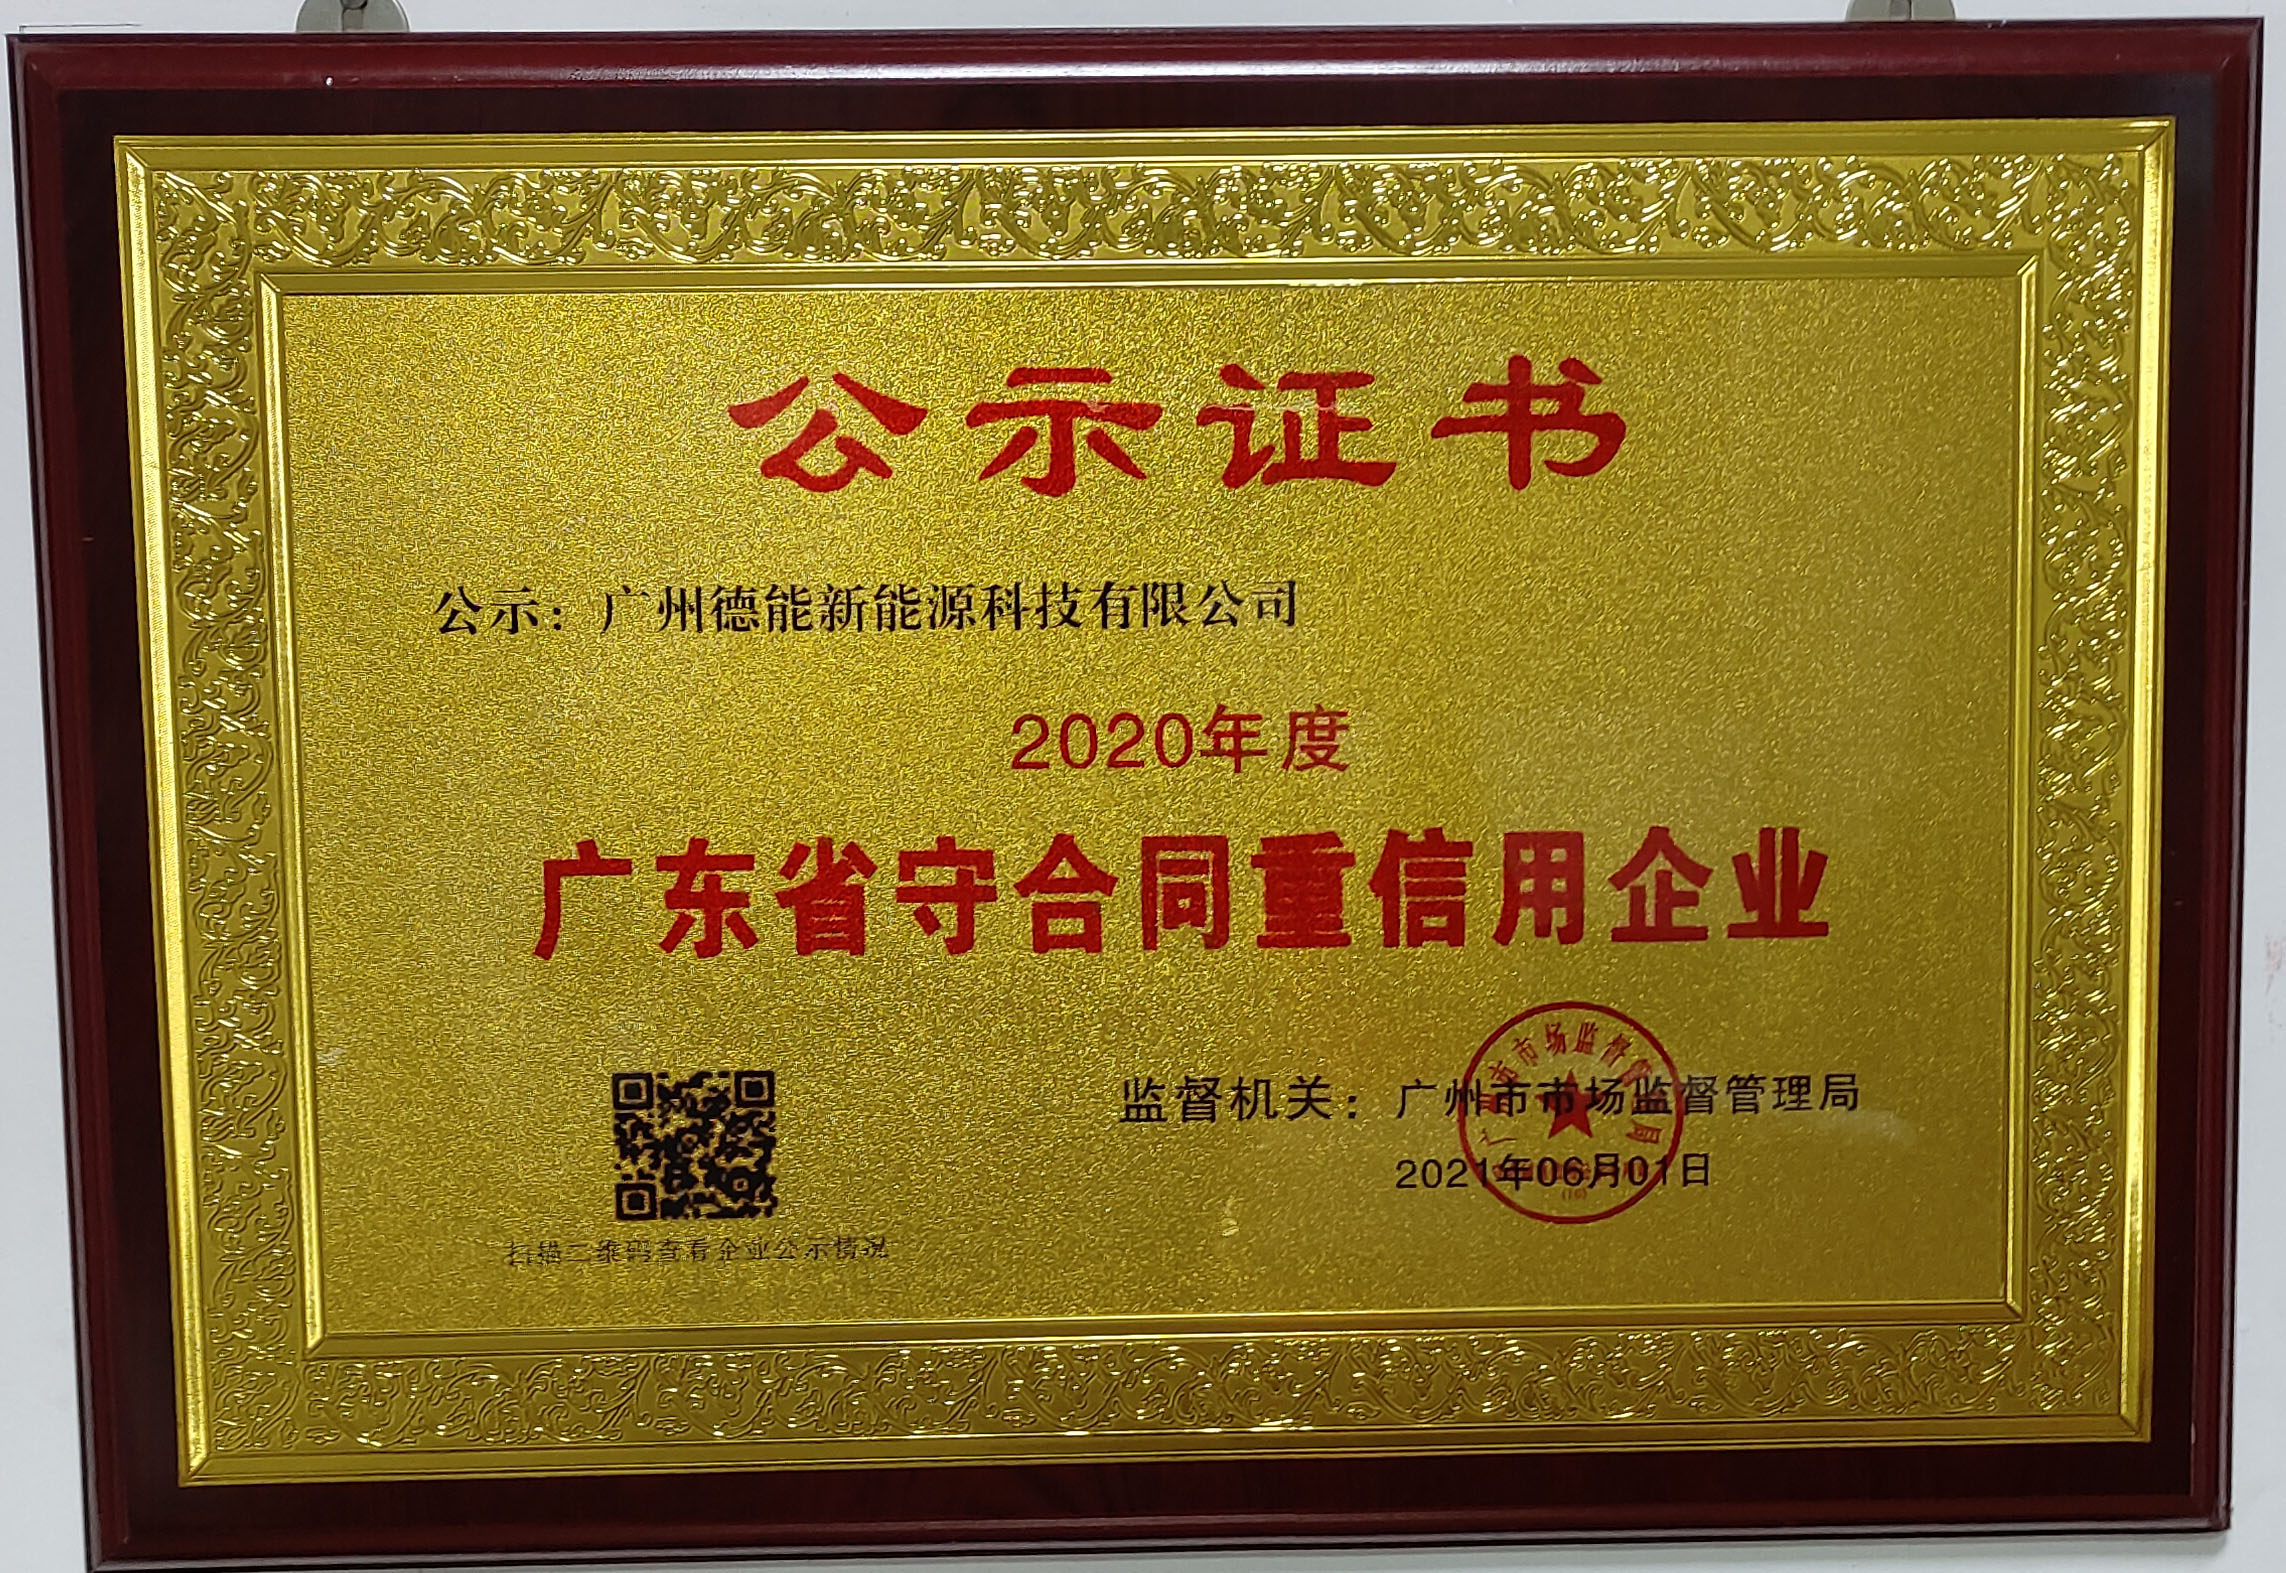 公示证书
公示：广州德能新能源科技有限公司
2020年度
广东省守合同重信用企业
监督机关：广州市市场监督管理局
2021年06月01日
扫描二维码查看企业公示情况